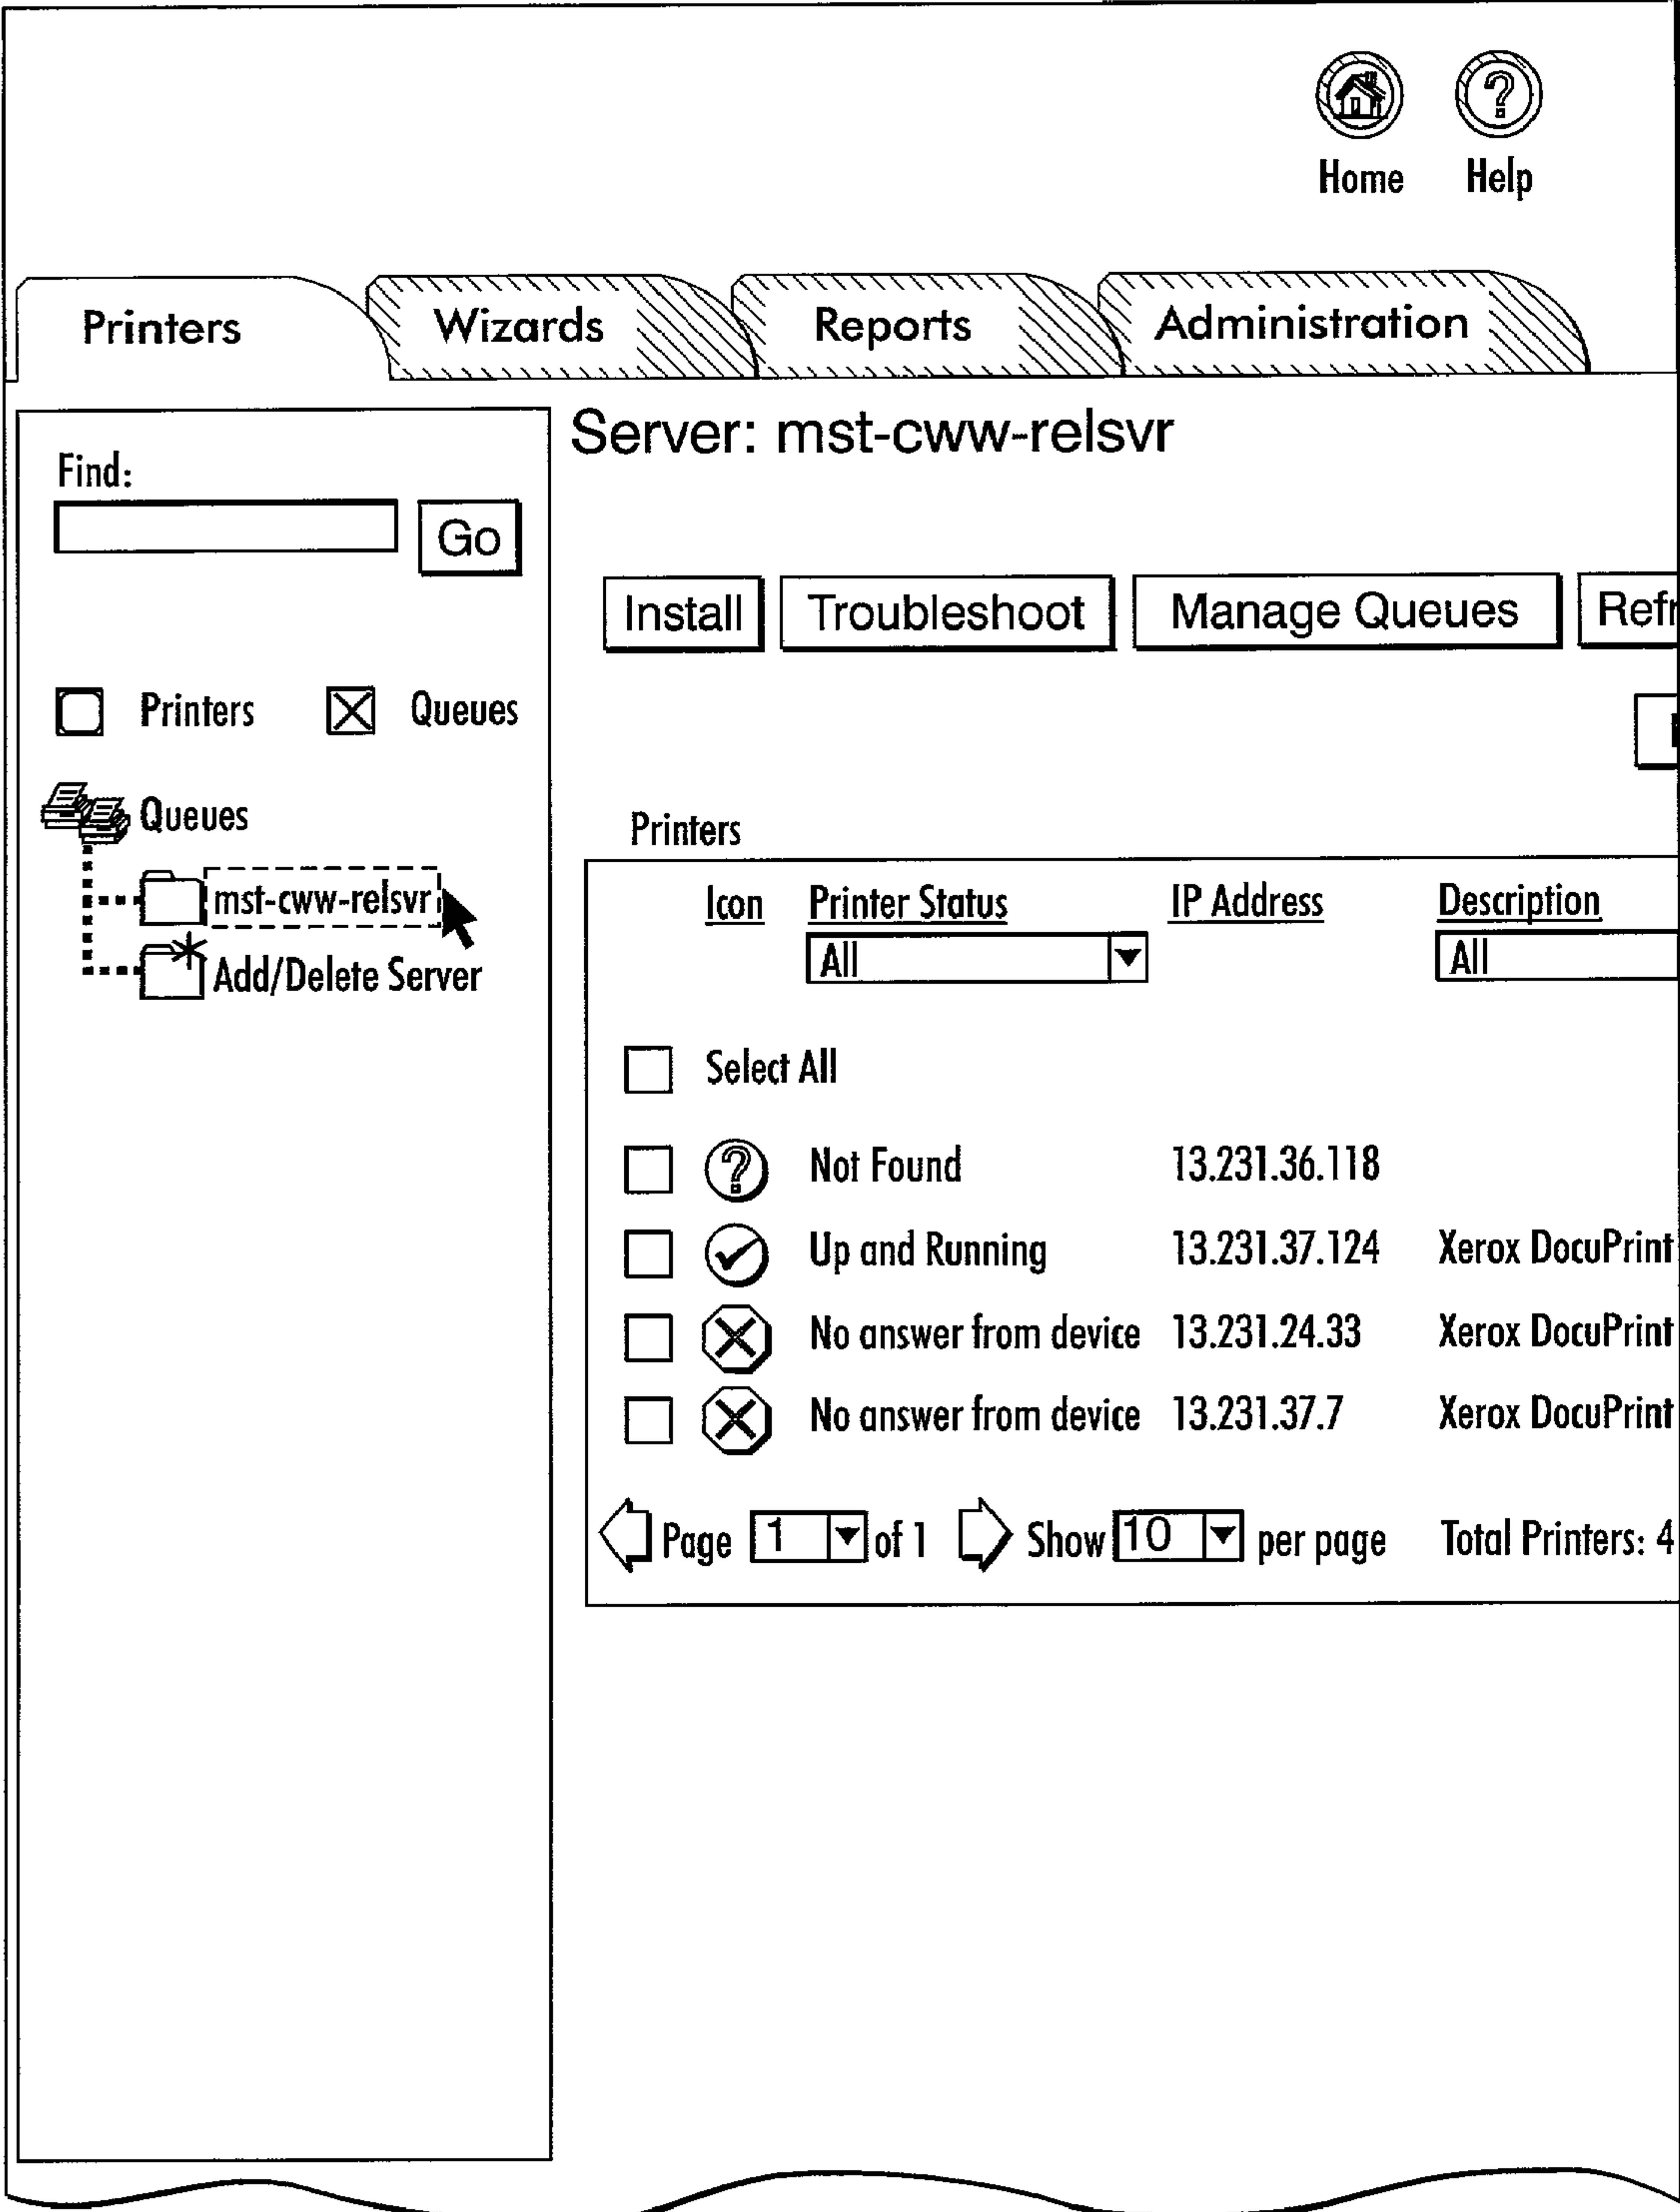 Home Help
Printers Wizards Reports Administration
Server: mst-cww-relsvr
Find:
Go
Install Troubleshoot Manage Queues Refr
Printers Queues
Queues
mst-cww-relsvr
Add/Delete Server
Printers
Icon Printer Status IP Address Description
All All
Select All
Not Found 13.231.36.118
Up and Running 13.231.37.124 Xerox DocuPrint
No answer from device 13.231.24.33 Xerox DocuPrint
No answer from device 13.231.37.7 Xerox DocuPrint
Page 1 of 1 Show 10 per page Total Printers: 4